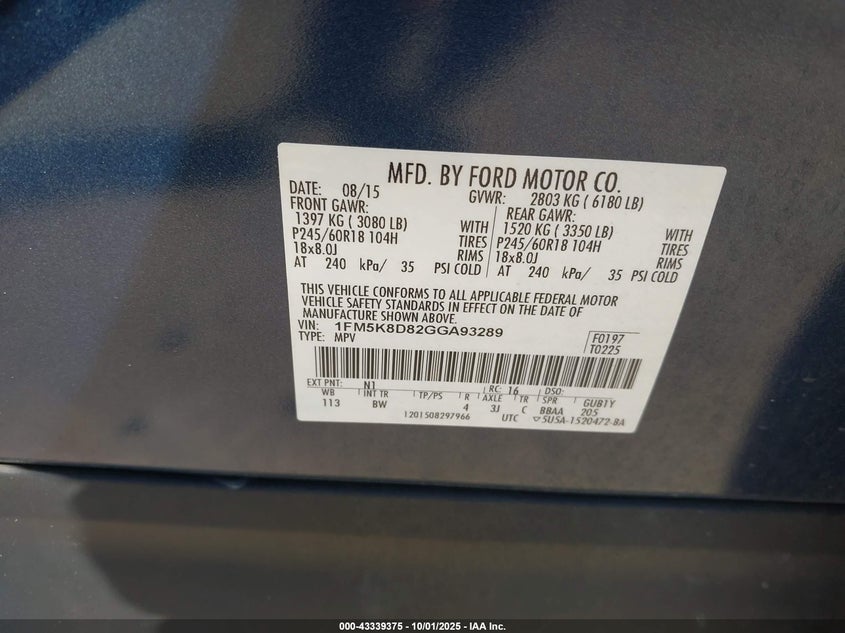 MFD. BY FORD MOTOR CO.
DATE: 08/15 GVWR: 2803 KG ( 6180 LB)
FRONT GAWR: REAR GAWR:
1397 KG ( 3080 LB) WITH 1520 KG ( 3350 LB) WITH
P245/60R18 104H TIRES P245/60R18 104H TIRES
18x8.0J RIMS 18x8.0J RIMS
AT 240 kPa/ 35 PSI COLD AT 240 kPa/ 35 PSI COLD
THIS VEHICLE CONFORMS TO ALL APPLICABLE FEDERAL MOTOR
VEHICLE SAFETY STANDARDS IN EFFECT ON THE DATE OF
MANUFACTURE SHOWN ABOVE.
VIN: 1FM5K8D82GGA93289 F0197
TYPE: MPV T0225
EXT PNT: N1 RC: 16 DSO:
WB INT TR TP/PS R AXLE TR SPR GUB1Y
113 BW 4 3J C BBAA 205
1201508297966 UTC ▽5U5A-1520472-BA
000-43339375 - 10/01/2025 - IAA Inc.